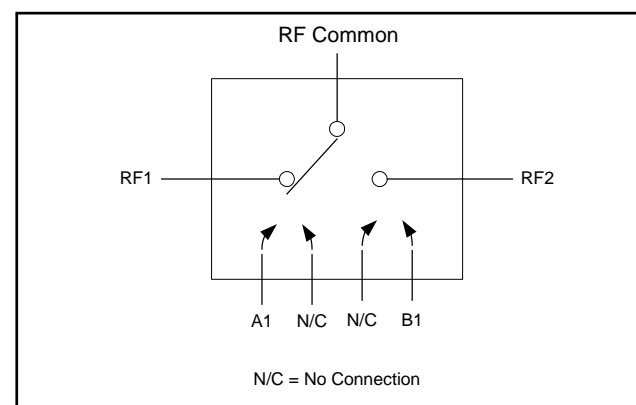 RF Common
RF1
RF2
A1 N/C N/C B1
N/C = No Connection